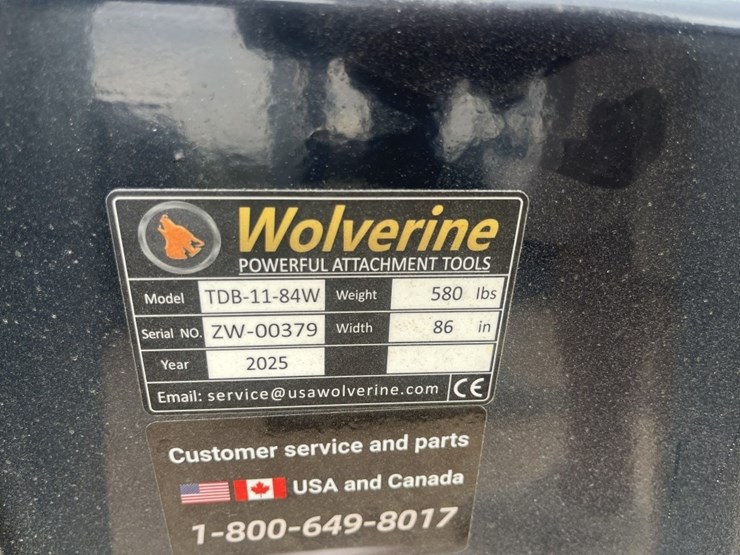 Wolverine
POWERFUL ATTACHMENT TOOLS
Model TDB-11-84W Weight 580 lbs
Serial NO. ZW-00379 Width 86 in
Year 2025
Email: service@usawolverine.com CE
Customer service and parts
USA and Canada
1-800-649-8017